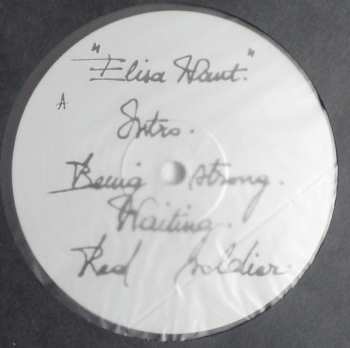 "Elisa Waut."
A
Intro.
Being strong.
Waiting.
Red soldier.